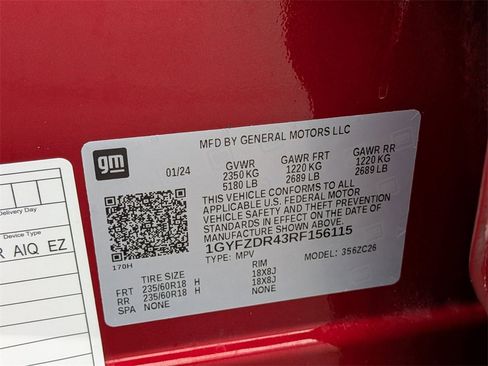 MFD BY GENERAL MOTORS LLC
gm
01/24
GVWR GAWR FRT GAWR RR
2350 KG 1220 KG 1220 KG
5180 LB 2689 LB 2689 LB
THIS VEHICLE CONFORMS TO ALL
APPLICABLE U.S. FEDERAL MOTOR
VEHICLE SAFETY AND THEFT PREVENTION
STANDARDS IN EFFECT ON THE DATE OF
MANUFACTURE SHOWN ABOVE.
1GYFZDR43RF156115
TYPE: MPV MODEL: 356ZC26
170H
TIRE SIZE RIM
FRT 235/60R18 H 18X8J
RR 235/60R18 H 18X8J
SPA NONE NONE
Delivery Day
Device Type
R AIQ EZ